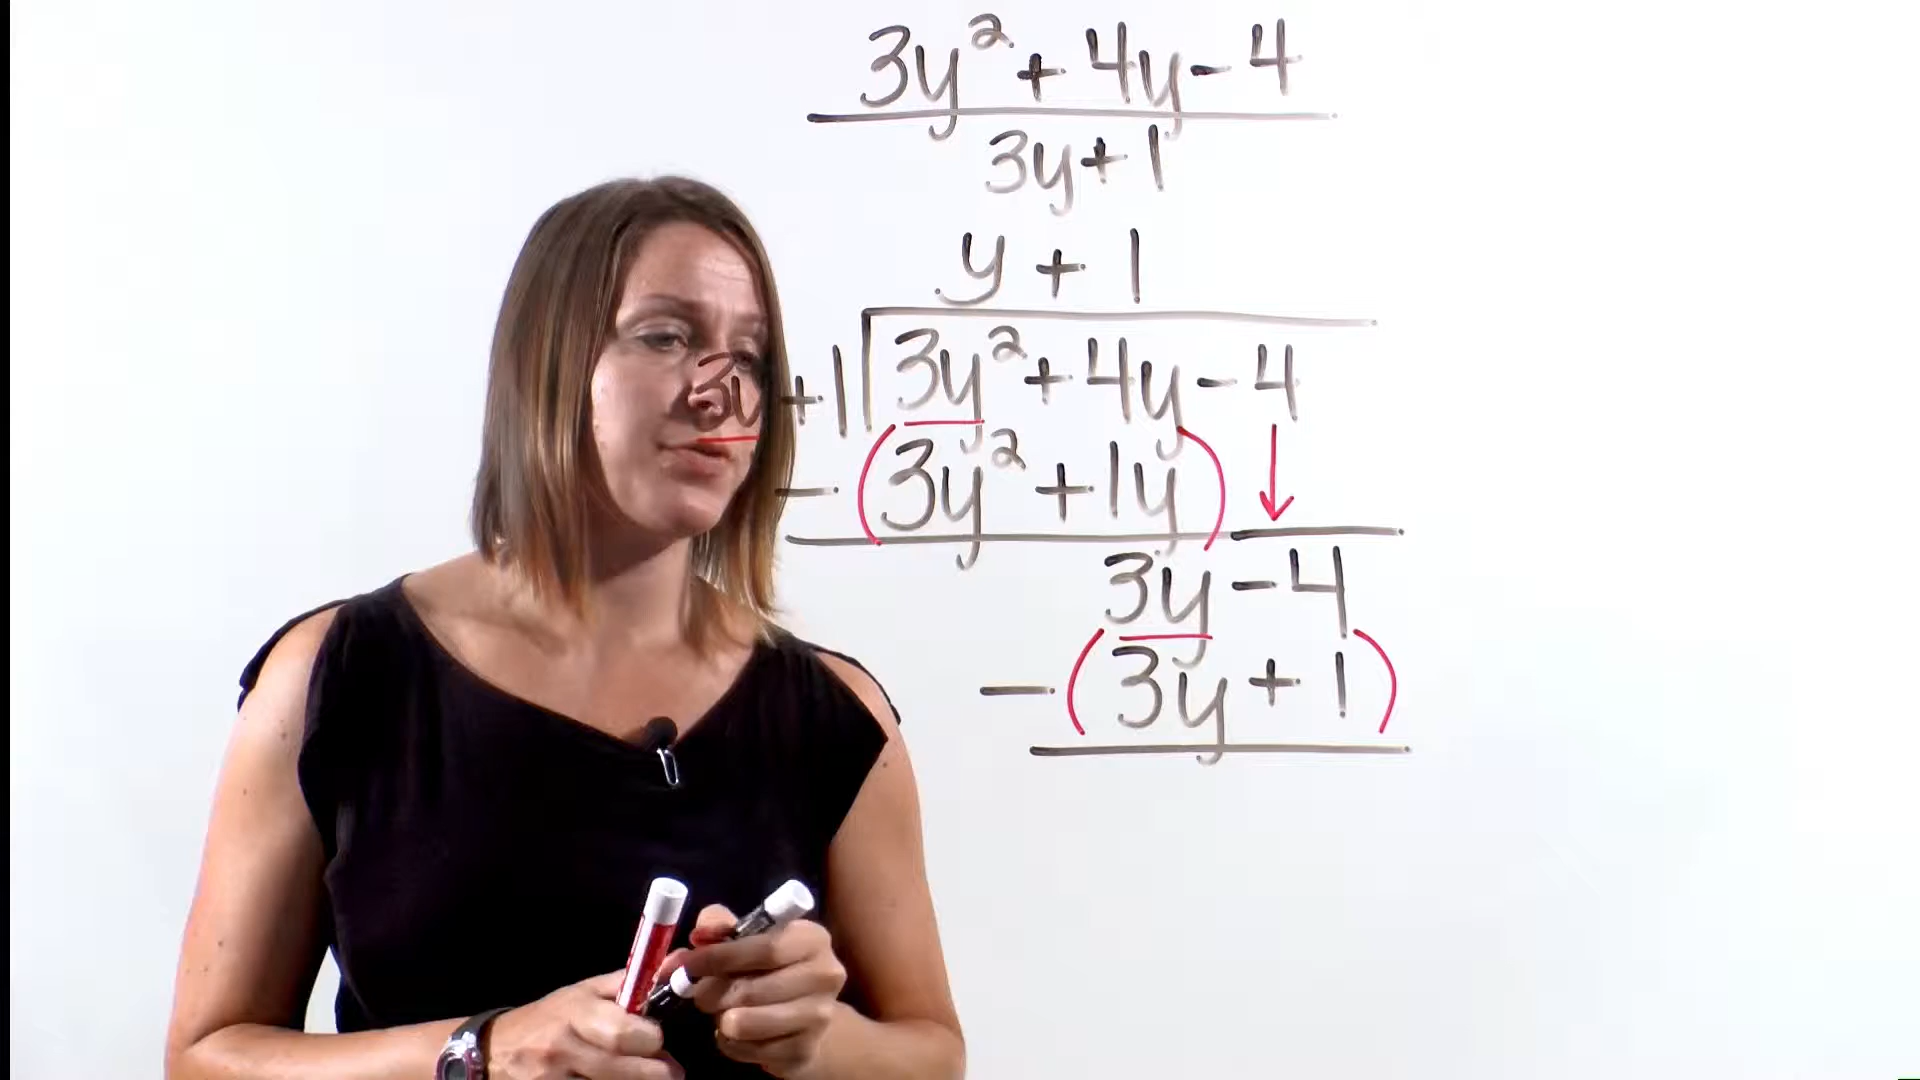 3y² + 4y - 4
3y + 1
y + 1
3y + 1 3y² + 4y - 4
- (3y² + 1y)
3y - 4
- (3y + 1)